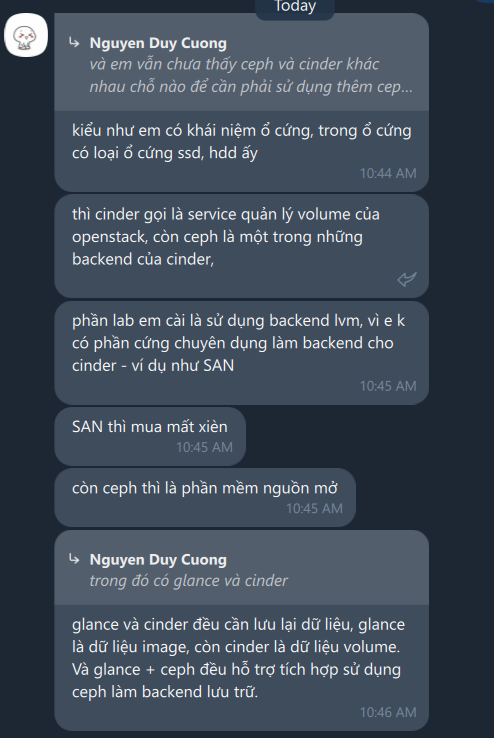 Today
Nguyen Duy Cuong
và em vẫn chưa thấy ceph và cinder khác
nhau chỗ nào để cần phải sử dụng thêm cep...
kiểu như em có khái niệm ổ cứng, trong ổ cứng
có loại ổ cứng ssd, hdd ấy
10:44 AM
thì cinder gọi là service quản lý volume của
openstack, còn ceph là một trong những
backend của cinder,
phần lab em cài là sử dụng backend lvm, vì e k
có phần cứng chuyên dụng làm backend cho
cinder - ví dụ như SAN
10:45 AM
SAN thì mua mất xièn
10:45 AM
còn ceph thì là phần mềm nguồn mở
10:45 AM
Nguyen Duy Cuong
trong đó có glance và cinder
glance và cinder đều cần lưu lại dữ liệu, glance
là dữ liệu image, còn cinder là dữ liệu volume.
Và glance + ceph đều hỗ trợ tích hợp sử dụng
ceph làm backend lưu trữ.
10:46 AM